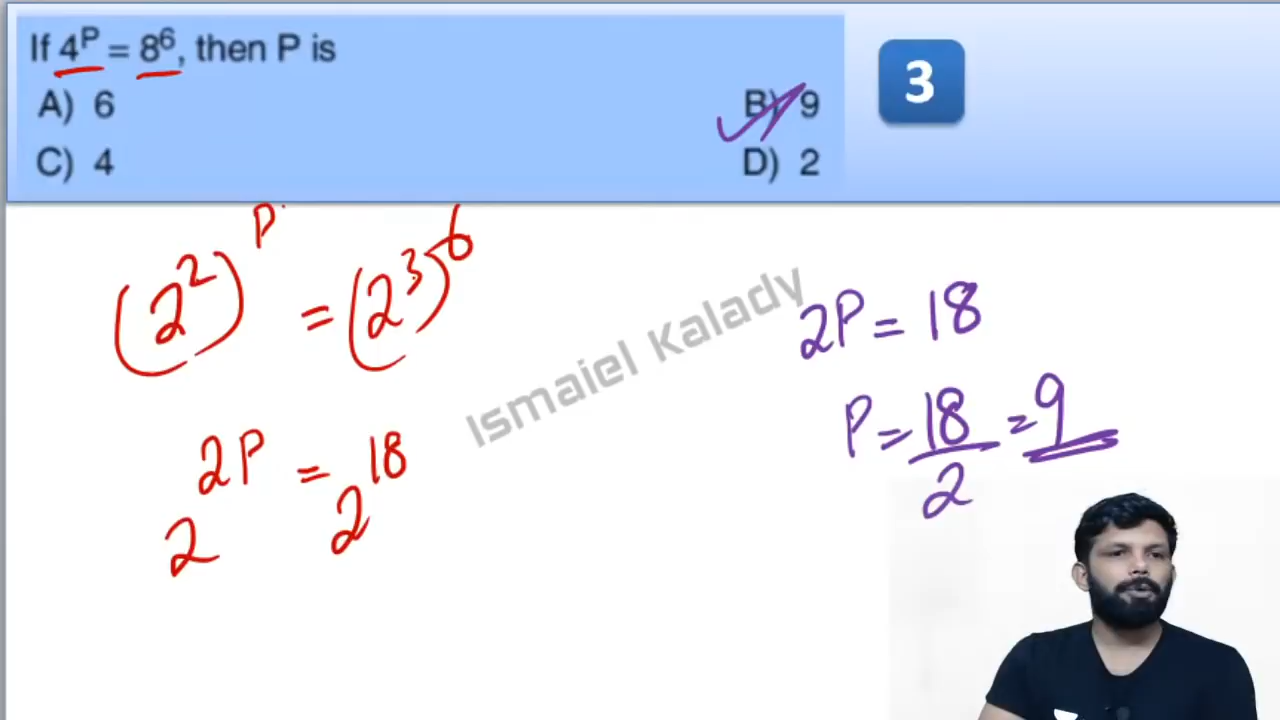 If 4^P = 8^6, then P is
A) 6
B) 9
C) 4
D) 2
3
(2^2)^P = (2^3)^6
2^2P = 2^18
2P = 18
P = 18/2 = 9
Ismaiel Kalady